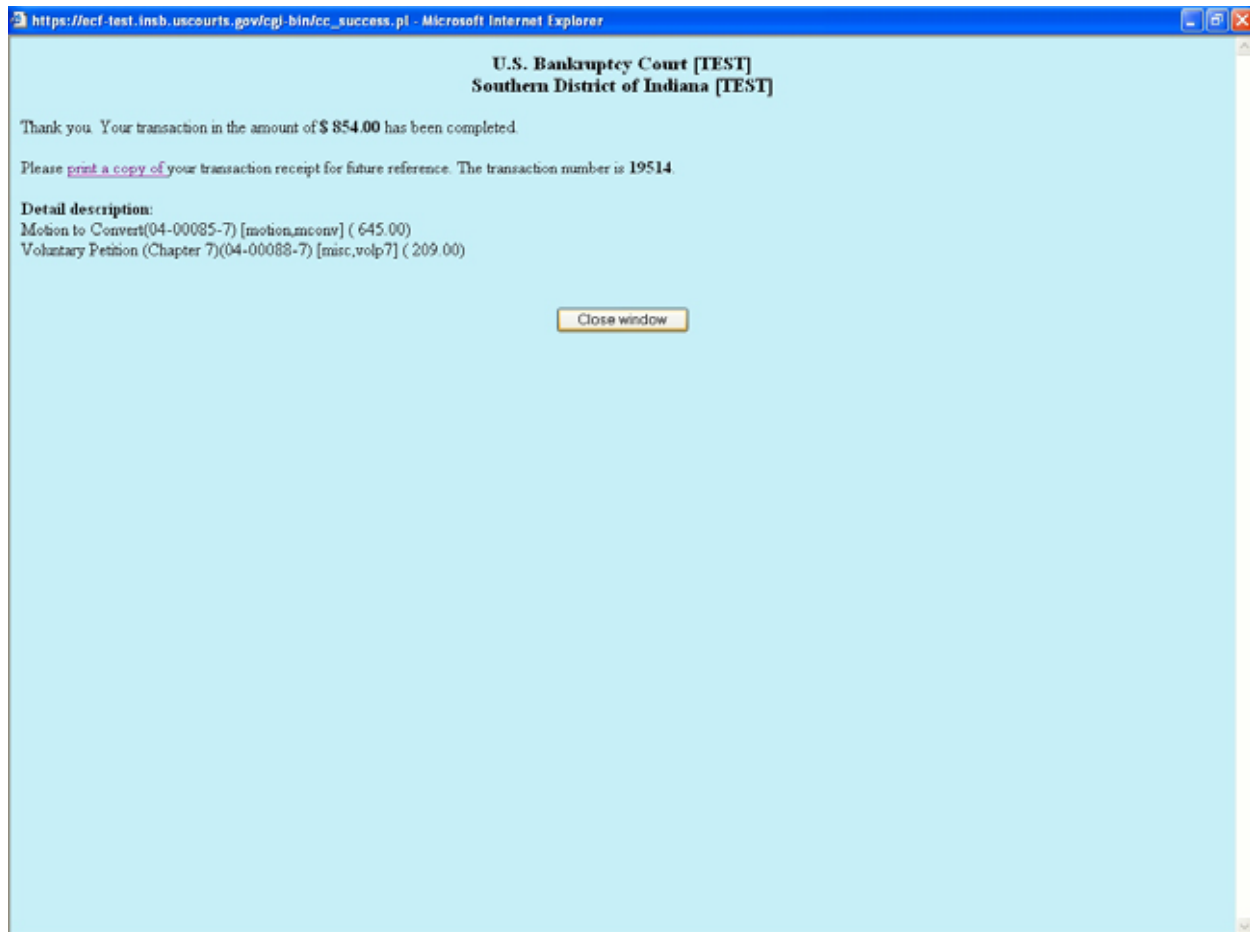 https://ecf-test.insb.uscourts.gov/cgi-bin/cc_success.pl - Microsoft Internet Explorer
U.S. Bankruptcy Court [TEST]
Southern District of Indiana [TEST]
Thank you. Your transaction in the amount of $ 854.00 has been completed.
Please print a copy of your transaction receipt for future reference. The transaction number is 19514.
Detail description:
Motion to Convert(04-00085-7) [motion,mconv] ( 645.00)
Voluntary Petition (Chapter 7)(04-00088-7) [misc,volp7] ( 209.00)
Close window